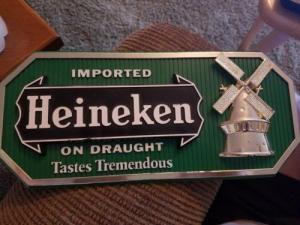 IMPORTED
Heineken
ON DRAUGHT
Tastes Tremendous